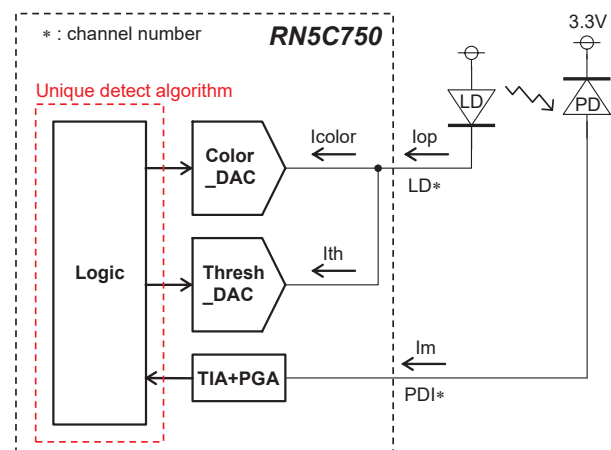 * : channel number
RN5C750
3.3V
Unique detect algorithm
LD
PD
Color
_DAC
Icolor
Iop
LD*
Logic
Thresh
_DAC
Ith
TIA+PGA
Im
PDI*